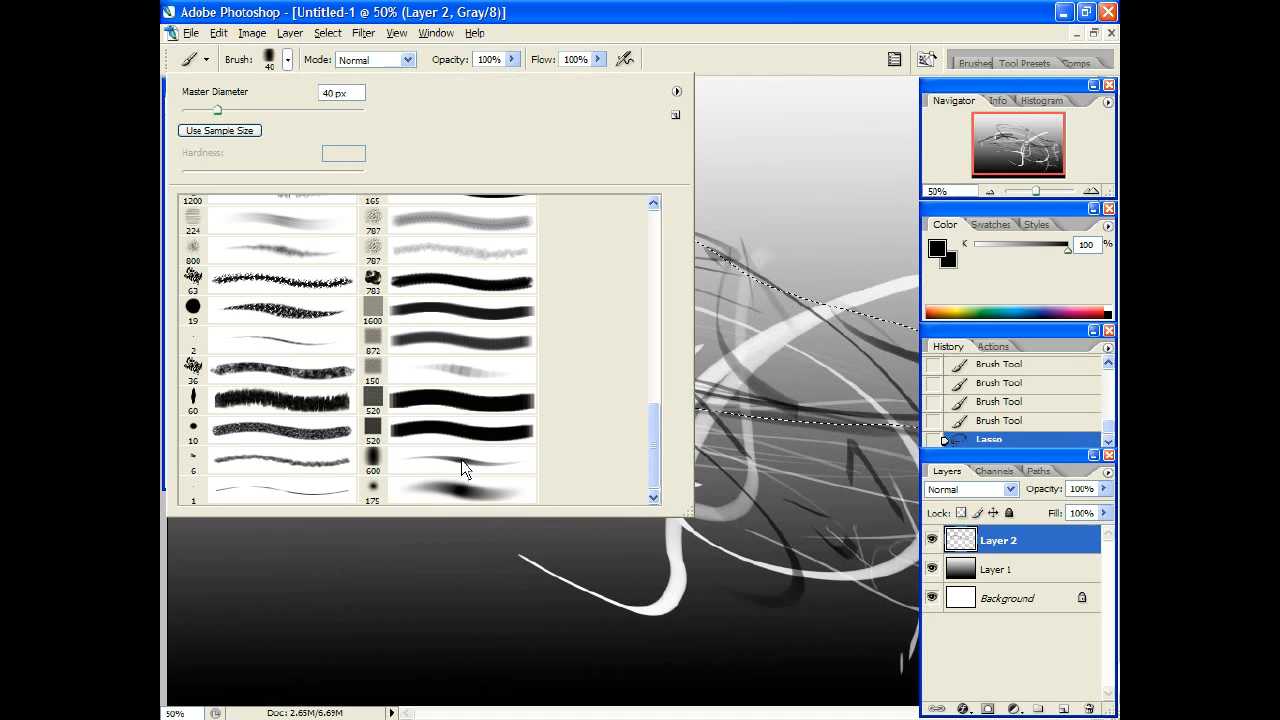 Adobe Photoshop - [Untitled-1 @ 50% (Layer 2, Gray/8)]
File Edit Image Layer Select Filter View Window Help
Brush: 40 Mode: Normal Opacity: 100% Flow: 100% Brushes Tool Presets Comps
Master Diameter 40 px
Use Sample Size
Hardness:
1200 165
224 787
800 787
63 783
19 1600
2 872
36 150
60 520
10 520
6 600
1 175
Navigator Info Histogram
50%
Color Swatches Styles
K 100 %
History Actions
Brush Tool
Brush Tool
Brush Tool
Brush Tool
Lasso
Layers Channels Paths
Normal Opacity: 100%
Lock: Fill: 100%
Layer 2
Layer 1
Background
50% Doc: 2.65M/6.69M